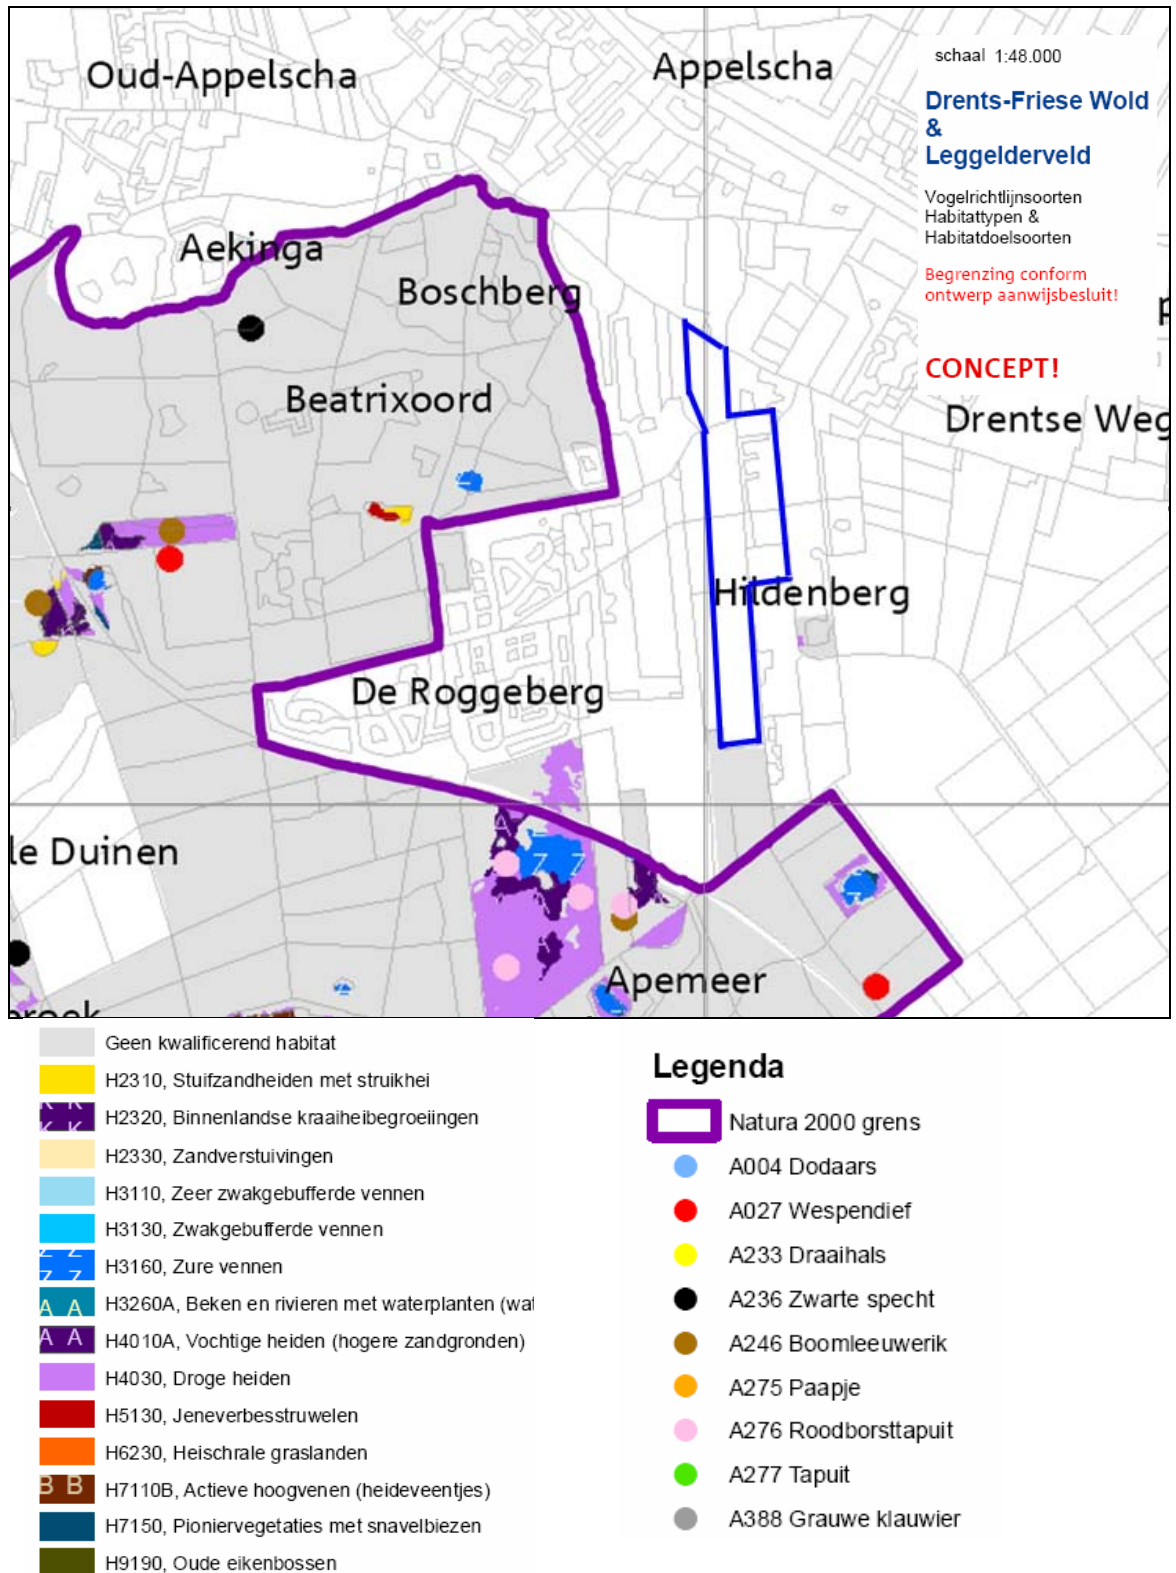 Oud-Appelscha
Appelscha
schaal 1:48.000
Drents-Friese Wold
&
Leggelderveld
Vogelrichtlijnsoorten
Habitattypen &
Habitatdoelsoorten
Begrenzing conform
ontwerp aanwijsbesluit!
CONCEPT!
Aekinga
Boschberg
Beatrixoord
Drentse Weg
Hildenberg
De Roggeberg
le Duinen
A
Z Z
Apemeer
broek
Geen kwalificerend habitat
H2310, Stuifzandheiden met struikhei
K K
K K
H2320, Binnenlandse kraaiheibegroeiingen
H2330, Zandverstuivingen
H3110, Zeer zwakgebufferde vennen
H3130, Zwakgebufferde vennen
Z Z
Z Z
H3160, Zure vennen
A A
H3260A, Beken en rivieren met waterplanten (wat
A A
H4010A, Vochtige heiden (hogere zandgronden)
H4030, Droge heiden
H5130, Jeneverbesstruwelen
H6230, Heischrale graslanden
B B
H7110B, Actieve hoogvenen (heideveentjes)
H7150, Pioniervegetaties met snavelbiezen
H9190, Oude eikenbossen
Legenda
Natura 2000 grens
A004 Dodaars
A027 Wespendief
A233 Draaihals
A236 Zwarte specht
A246 Boomleeuwerik
A275 Paapje
A276 Roodborsttapuit
A277 Tapuit
A388 Grauwe klauwier